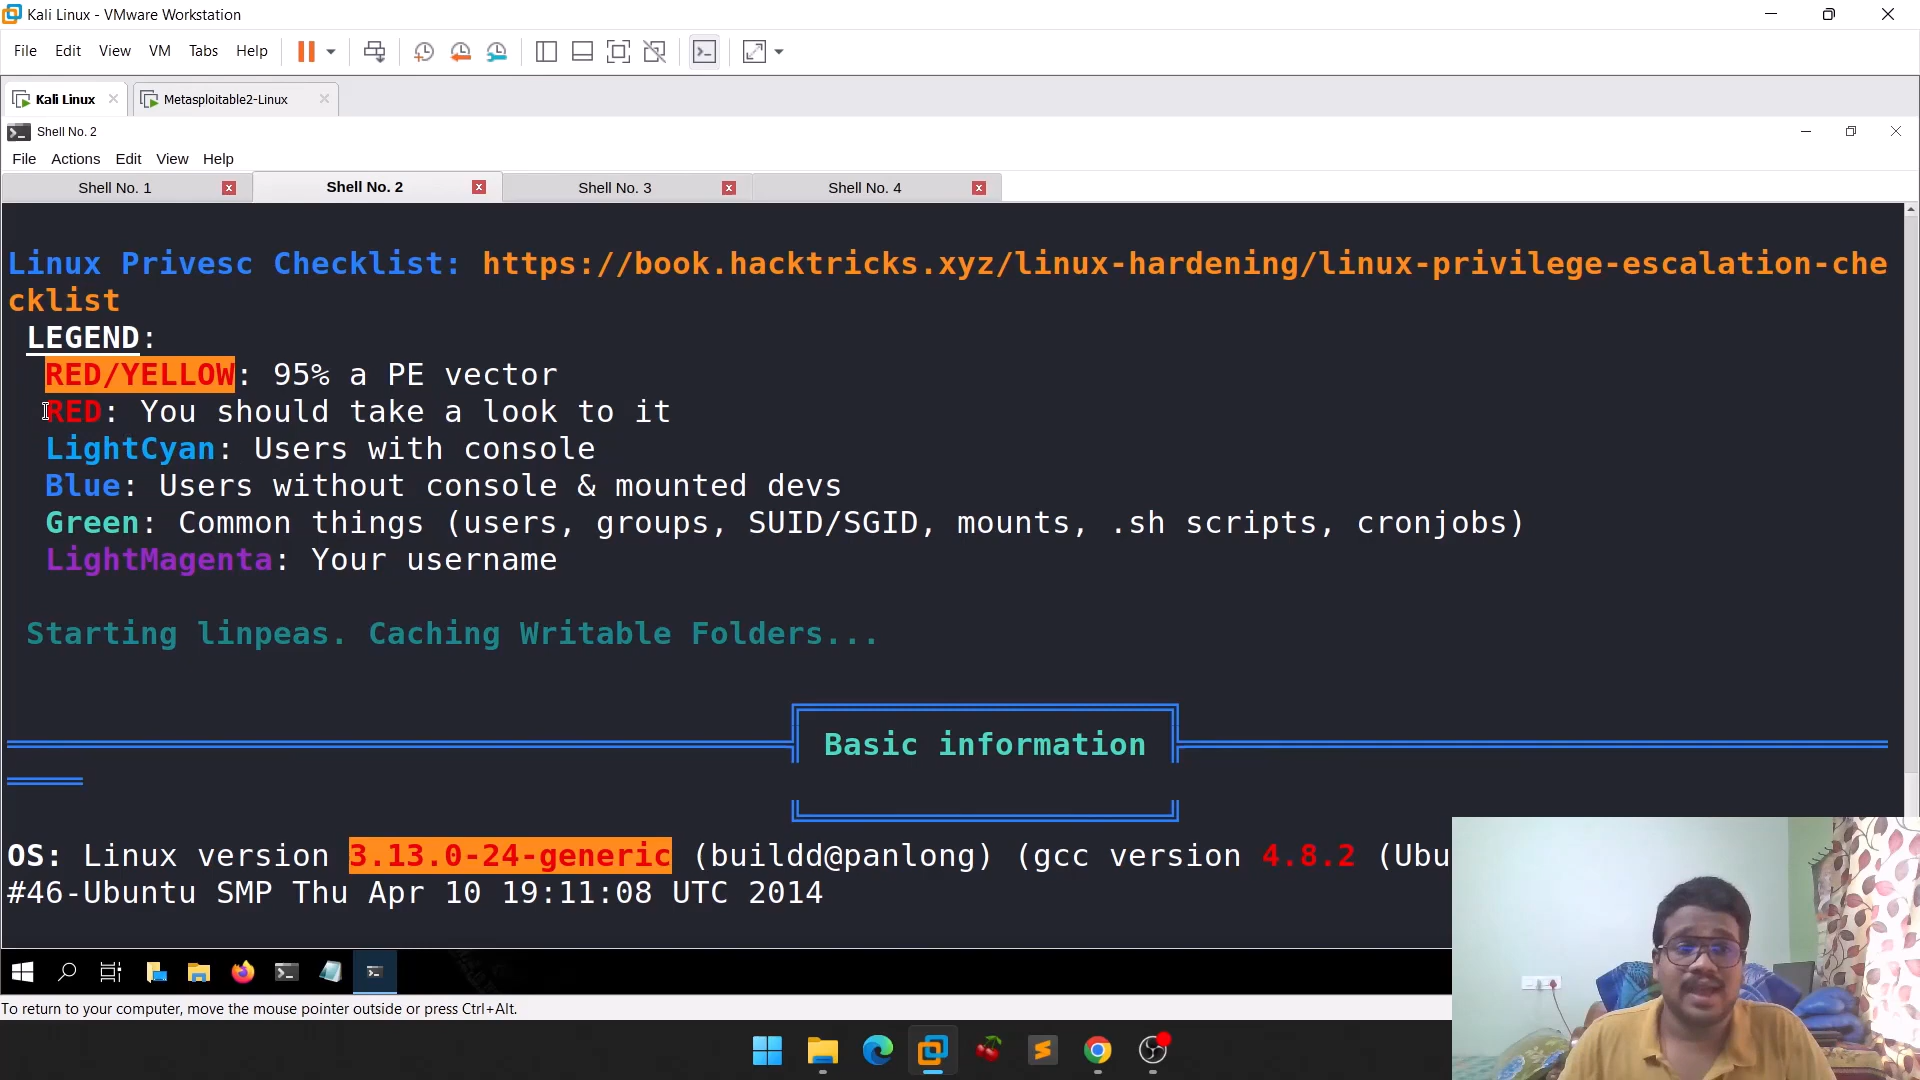 Kali Linux - VMware Workstation
File Edit View VM Tabs Help
Kali Linux Metasploitable2-Linux
Shell No. 2
File Actions Edit View Help
Shell No. 1 Shell No. 2 Shell No. 3 Shell No. 4
Linux Privesc Checklist: https://book.hacktricks.xyz/linux-hardening/linux-privilege-escalation-che
cklist
LEGEND:
RED/YELLOW: 95% a PE vector
RED: You should take a look to it
LightCyan: Users with console
Blue: Users without console & mounted devs
Green: Common things (users, groups, SUID/SGID, mounts, .sh scripts, cronjobs)
LightMagenta: Your username
Starting linpeas. Caching Writable Folders...
Basic information
OS: Linux version 3.13.0-24-generic (buildd@panlong) (gcc version 4.8.2 (Ubu
#46-Ubuntu SMP Thu Apr 10 19:11:08 UTC 2014
To return to your computer, move the mouse pointer outside or press Ctrl+Alt.